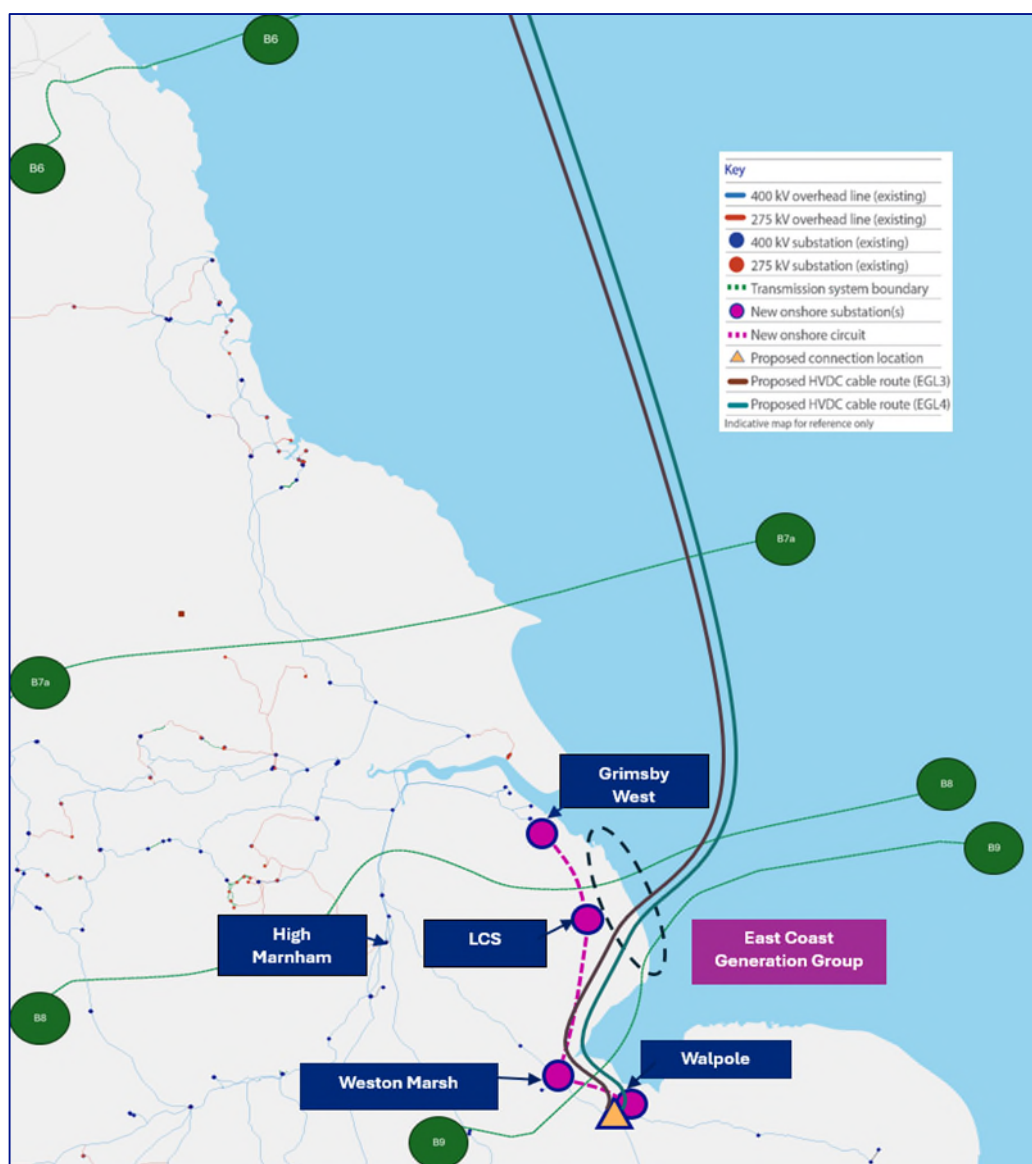 B6
B6
Key
400 kV overhead line (existing)
275 kV overhead line (existing)
400 kV substation (existing)
275 kV substation (existing)
Transmission system boundary
New onshore substation(s)
New onshore circuit
Proposed connection location
Proposed HVDC cable route (EGL3)
Proposed HVDC cable route (EGL4)
Indicative map for reference only
B7a
B7a
Grimsby
West
B8
B9
High
Marnham
LCS
East Coast
Generation Group
B8
Weston Marsh
Walpole
B9